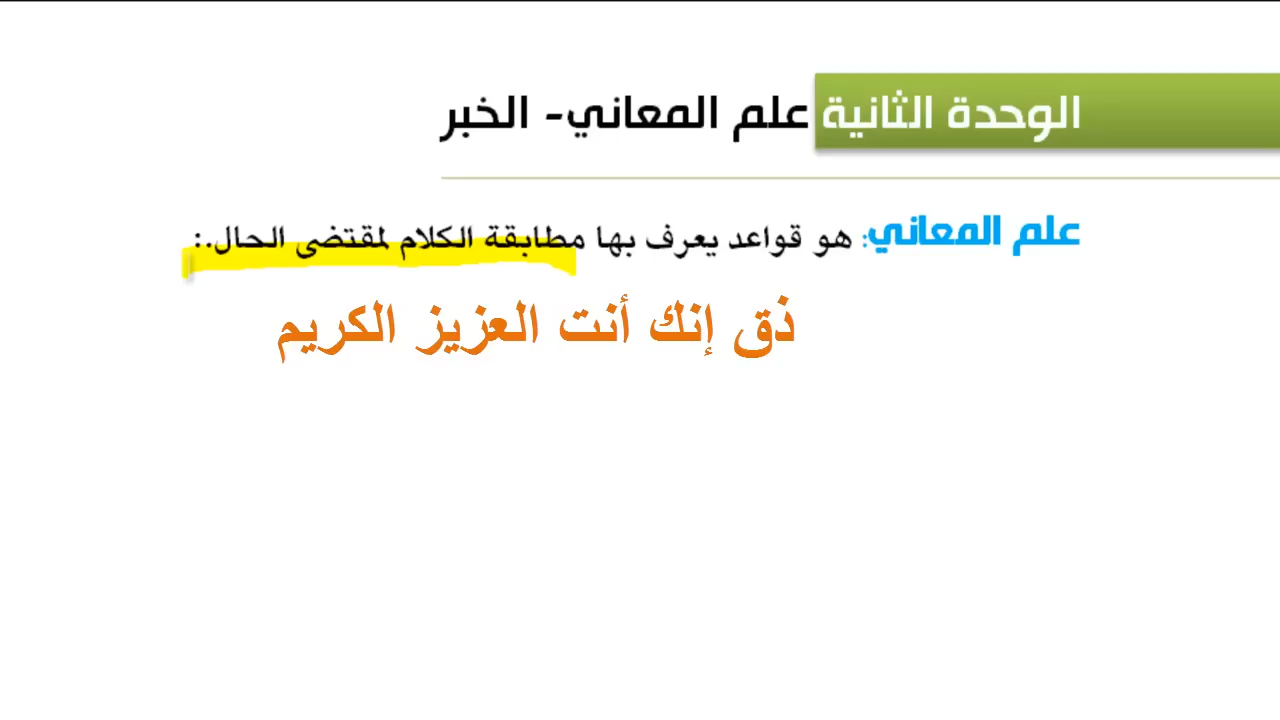 الوحدة الثانية علم المعاني- الخبر
علم المعاني: هو قواعد يعرف بها مطابقة الكلام لمقتضى الحال.:
ذق إنك أنت العزيز الكريم